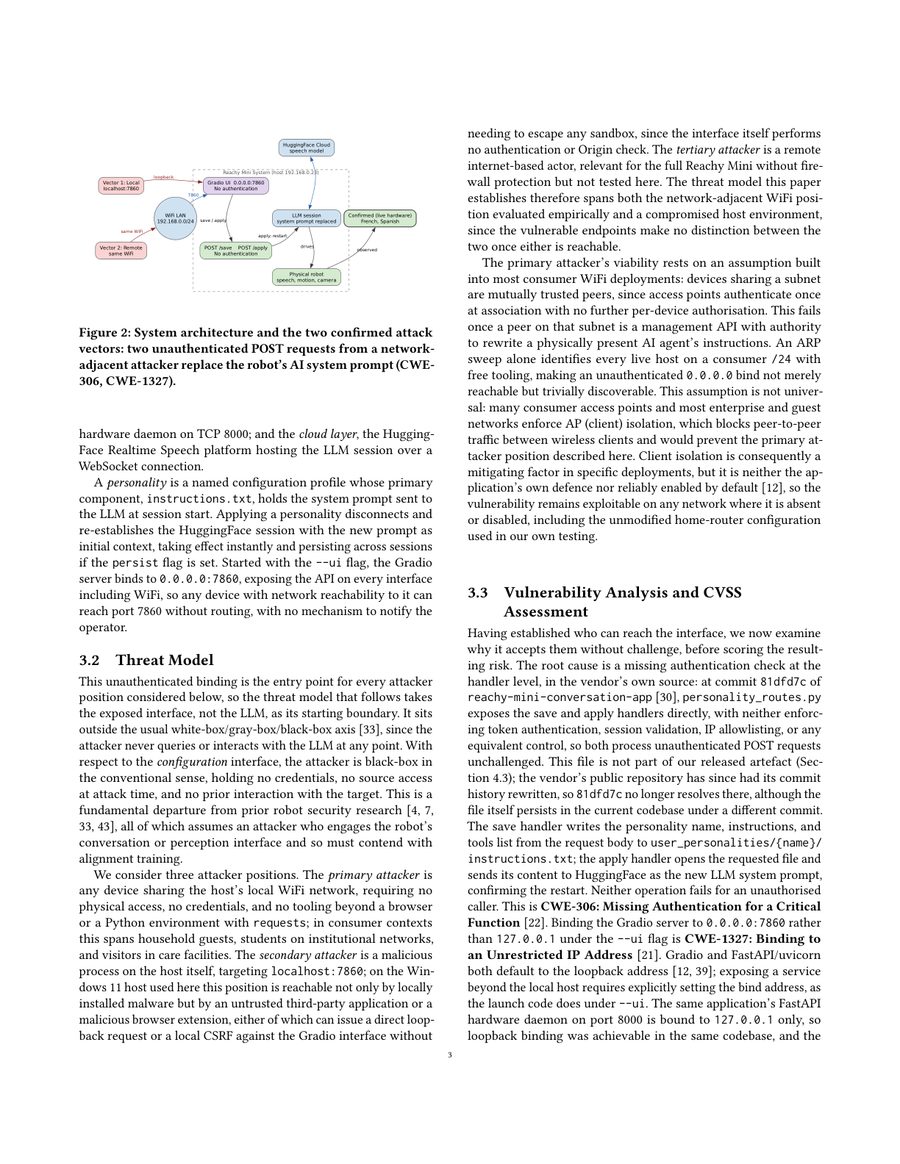 HuggingFace Cloud
speech model
Reachy Mini System (host 192.168.0.23)
Vector 1: Local
localhost:7860
loopback
Gradio UI 0.0.0.0:7860
No authentication
7860
WiFi LAN
192.168.0.0/24
save / apply
LLM session
system prompt replaced
Confirmed (live hardware)
French, Spanish
same WiFi
apply: restart
Vector 2: Remote
same WiFi
POST /save POST /apply
No authentication
drives
observed
Physical robot
speech, motion, camera
Figure 2: System architecture and the two confirmed attack
vectors: two unauthenticated POST requests from a network-
adjacent attacker replace the robot's AI system prompt (CWE-
306, CWE-1327).
hardware daemon on TCP 8000; and the cloud layer, the Hugging-
Face Realtime Speech platform hosting the LLM session over a
WebSocket connection.
A personality is a named configuration profile whose primary
component, instructions.txt, holds the system prompt sent to
the LLM at session start. Applying a personality disconnects and
re-establishes the HuggingFace session with the new prompt as
initial context, taking effect instantly and persisting across sessions
if the persist flag is set. Started with the --ui flag, the Gradio
server binds to 0.0.0.0:7860, exposing the API on every interface
including WiFi, so any device with network reachability to it can
reach port 7860 without routing, with no mechanism to notify the
operator.
3.2 Threat Model
This unauthenticated binding is the entry point for every attacker
position considered below, so the threat model that follows takes
the exposed interface, not the LLM, as its starting boundary. It sits
outside the usual white-box/gray-box/black-box axis [33], since the
attacker never queries or interacts with the LLM at any point. With
respect to the configuration interface, the attacker is black-box in
the conventional sense, holding no credentials, no source access
at attack time, and no prior interaction with the target. This is a
fundamental departure from prior robot security research [4, 7,
33, 43], all of which assumes an attacker who engages the robot's
conversation or perception interface and so must contend with
alignment training.
We consider three attacker positions. The primary attacker is
any device sharing the host's local WiFi network, requiring no
physical access, no credentials, and no tooling beyond a browser
or a Python environment with requests; in consumer contexts
this spans household guests, students on institutional networks,
and visitors in care facilities. The secondary attacker is a malicious
process on the host itself, targeting localhost:7860; on the Win-
dows 11 host used here this position is reachable not only by locally
installed malware but by an untrusted third-party application or a
malicious browser extension, either of which can issue a direct loop-
back request or a local CSRF against the Gradio interface without
needing to escape any sandbox, since the interface itself performs
no authentication or Origin check. The tertiary attacker is a remote
internet-based actor, relevant for the full Reachy Mini without fire-
wall protection but not tested here. The threat model this paper
establishes therefore spans both the network-adjacent WiFi posi-
tion evaluated empirically and a compromised host environment,
since the vulnerable endpoints make no distinction between the
two once either is reachable.
The primary attacker's viability rests on an assumption built
into most consumer WiFi deployments: devices sharing a subnet
are mutually trusted peers, since access points authenticate once
at association with no further per-device authorisation. This fails
once a peer on that subnet is a management API with authority
to rewrite a physically present AI agent's instructions. An ARP
sweep alone identifies every live host on a consumer /24 with
free tooling, making an unauthenticated 0.0.0.0 bind not merely
reachable but trivially discoverable. This assumption is not univer-
sal: many consumer access points and most enterprise and guest
networks enforce AP (client) isolation, which blocks peer-to-peer
traffic between wireless clients and would prevent the primary at-
tacker position described here. Client isolation is consequently a
mitigating factor in specific deployments, but it is neither the ap-
plication's own defence nor reliably enabled by default [12], so the
vulnerability remains exploitable on any network where it is absent
or disabled, including the unmodified home-router configuration
used in our own testing.
3.3 Vulnerability Analysis and CVSS
Assessment
Having established who can reach the interface, we now examine
why it accepts them without challenge, before scoring the result-
ing risk. The root cause is a missing authentication check at the
handler level, in the vendor's own source: at commit 81dfd7c of
reachy-mini-conversation-app [30], personality_routes.py
exposes the save and apply handlers directly, with neither enforc-
ing token authentication, session validation, IP allowlisting, or any
equivalent control, so both process unauthenticated POST requests
unchallenged. This file is not part of our released artefact (Sec-
tion 4.3); the vendor's public repository has since had its commit
history rewritten, so 81dfd7c no longer resolves there, although the
file itself persists in the current codebase under a different commit.
The save handler writes the personality name, instructions, and
tools list from the request body to user_personalities/{name}/
instructions.txt; the apply handler opens the requested file and
sends its content to HuggingFace as the new LLM system prompt,
confirming the restart. Neither operation fails for an unauthorised
caller. This is CWE-306: Missing Authentication for a Critical
Function [22]. Binding the Gradio server to 0.0.0.0:7860 rather
than 127.0.0.1 under the --ui flag is CWE-1327: Binding to
an Unrestricted IP Address [21]. Gradio and FastAPI/uvicorn
both default to the loopback address [12, 39]; exposing a service
beyond the local host requires explicitly setting the bind address, as
the launch code does under --ui. The same application's FastAPI
hardware daemon on port 8000 is bound to 127.0.0.1 only, so
loopback binding was achievable in the same codebase, and the
3